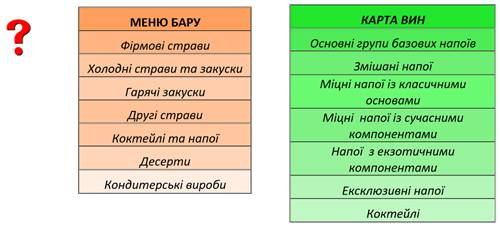 ?
МЕНЮ БАРУ
Фірмові страви
Холодні страви та закуски
Гарячі закуски
Другі страви
Коктейлі та напої
Десерти
Кондитерські вироби
КАРТА ВИН
Основні групи базових напоїв
Змішані напої
Міцні напої із класичними
основами
Міцні напої із сучасними
компонентами
Напої з екзотичними
компонентами
Ексклюзивні напої
Коктейлі